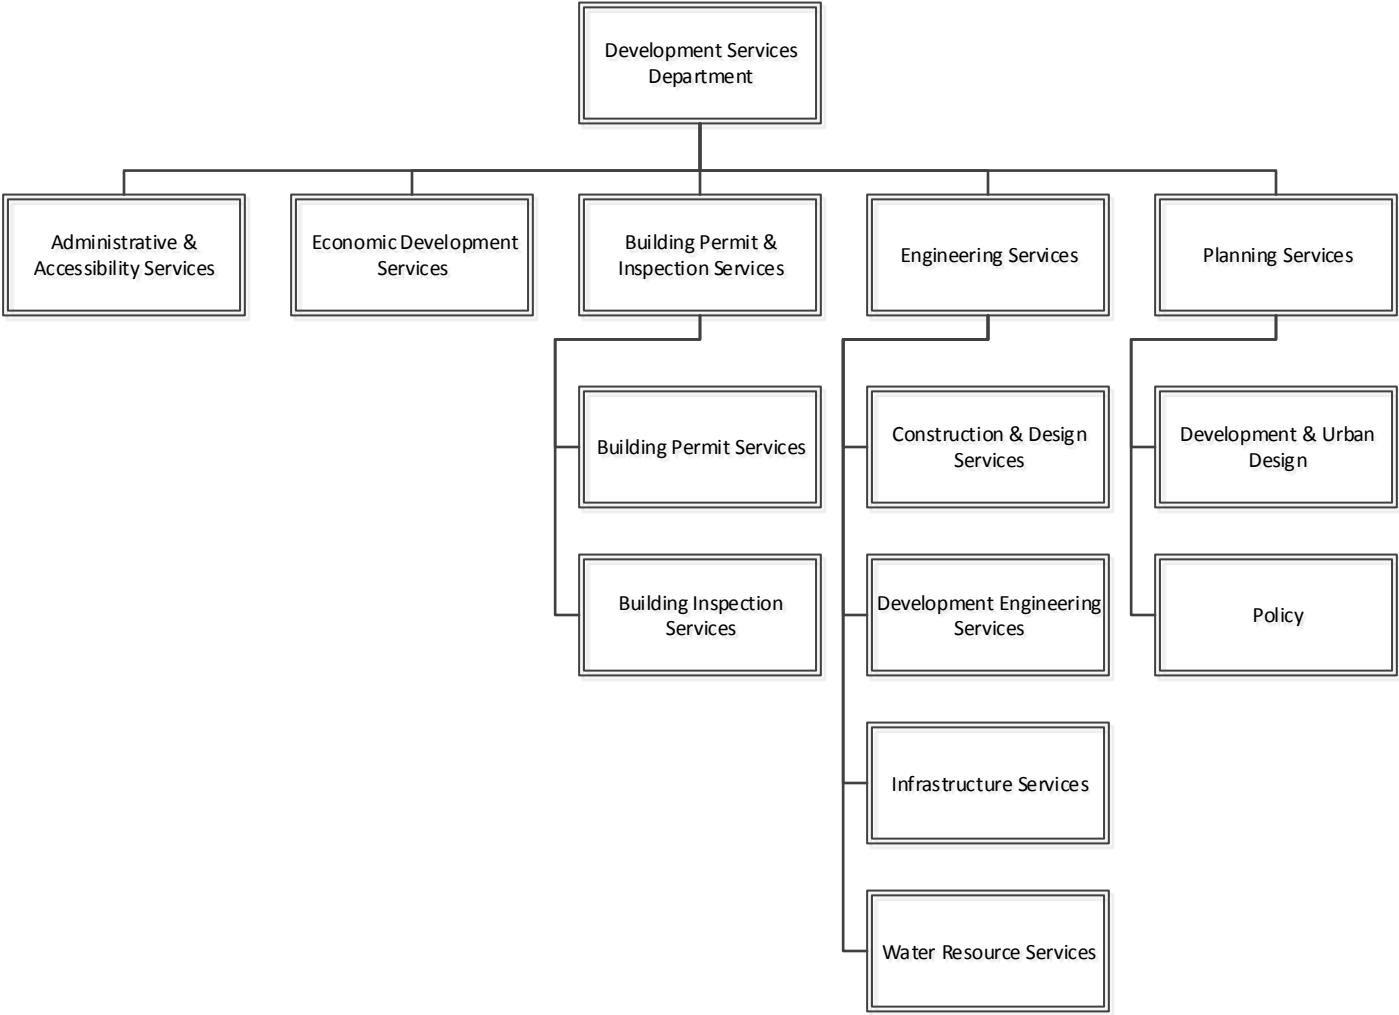 Development Services
Department
Administrative &
Accessibility Services
Economic Development
Services
Building Permit &
Inspection Services
Engineering Services
Planning Services
Building Permit Services
Construction & Design
Services
Development & Urban
Design
Building Inspection
Services
Development Engineering
Services
Policy
Infrastructure Services
Water Resource Services